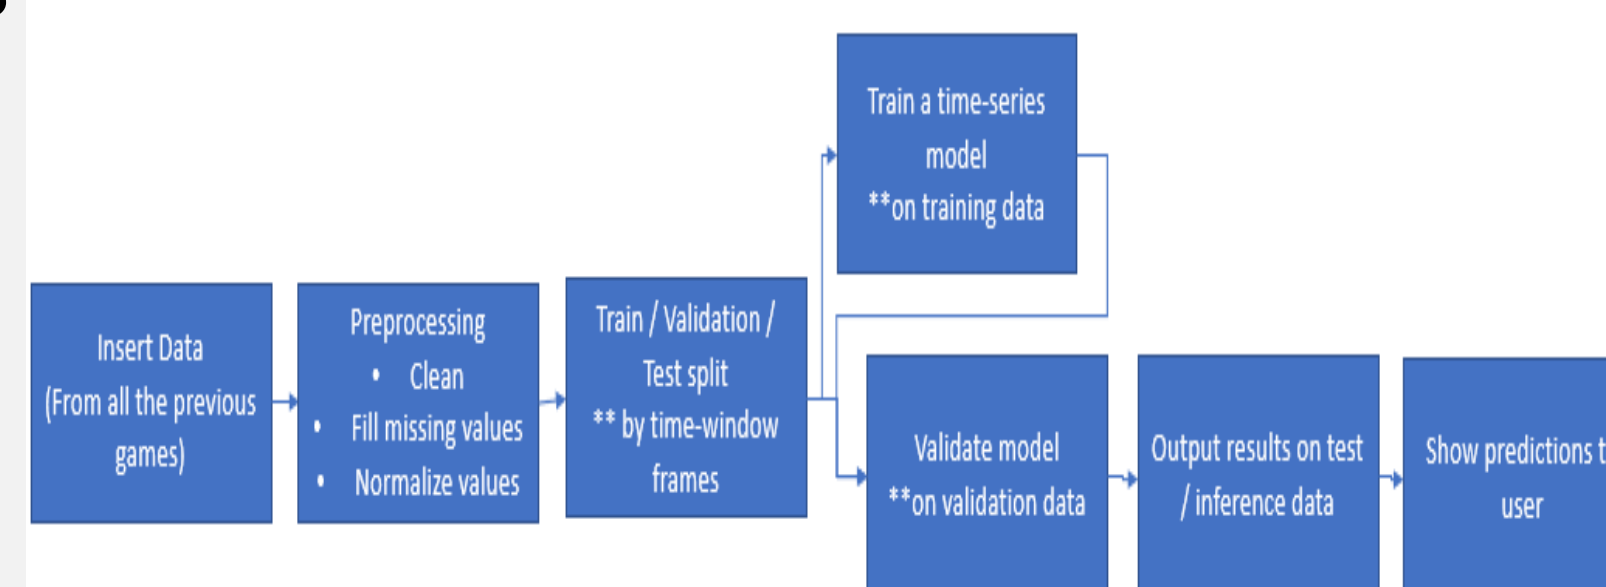 Insert Data
(From all the previous
games)
Preprocessing
• Clean
• Fill missing values
• Normalize values
Train / Validation /
Test split
** by time-window
frames
Train a time-series
model
**on training data
Validate model
**on validation data
Output results on test
/ inference data
Show predictions t
user